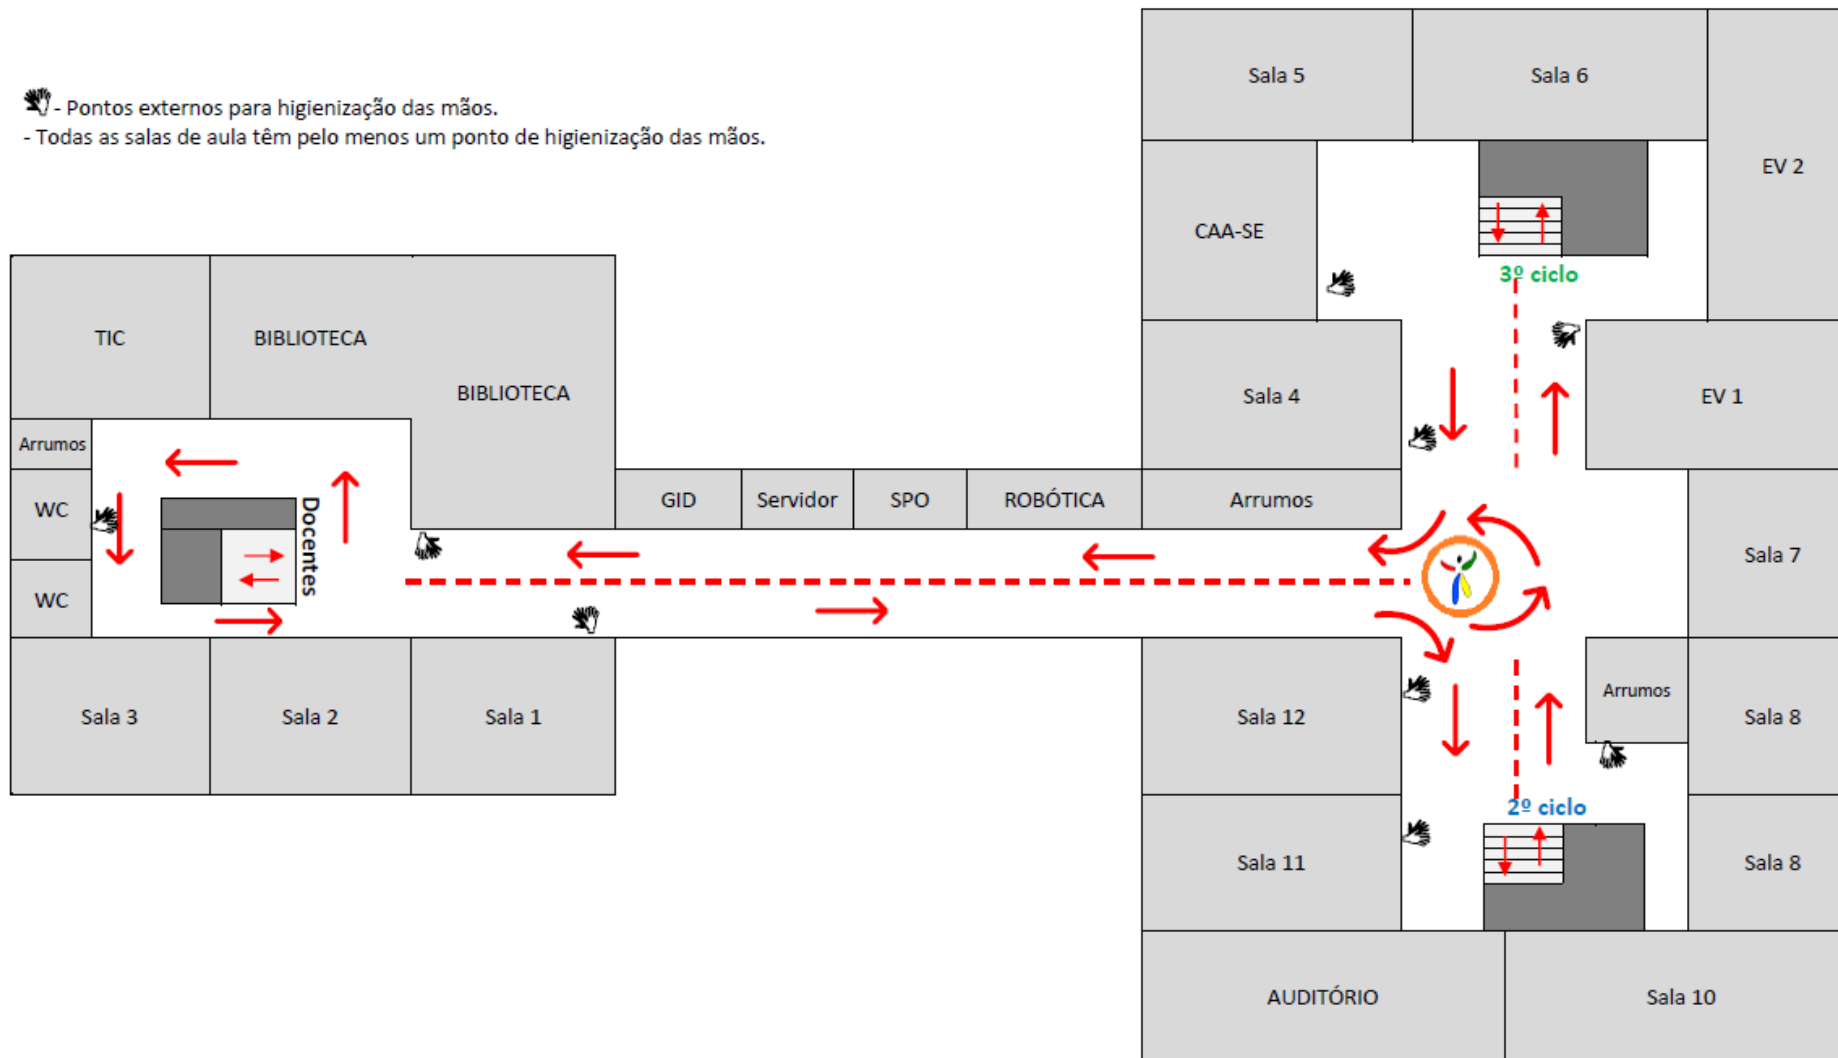 - Pontos externos para higienização das mãos.
- Todas as salas de aula têm pelo menos um ponto de higienização das mãos.
Sala 5
Sala 6
EV 2
CAA-SE
3º ciclo
TIC
BIBLIOTECA
BIBLIOTECA
Sala 4
EV 1
Arrumos
WC
Docentes
GID
Servidor
SPO
ROBÓTICA
Arrumos
Sala 7
WC
Sala 3
Sala 2
Sala 1
Sala 12
Arrumos
Sala 8
2º ciclo
Sala 11
Sala 8
AUDITÓRIO
Sala 10